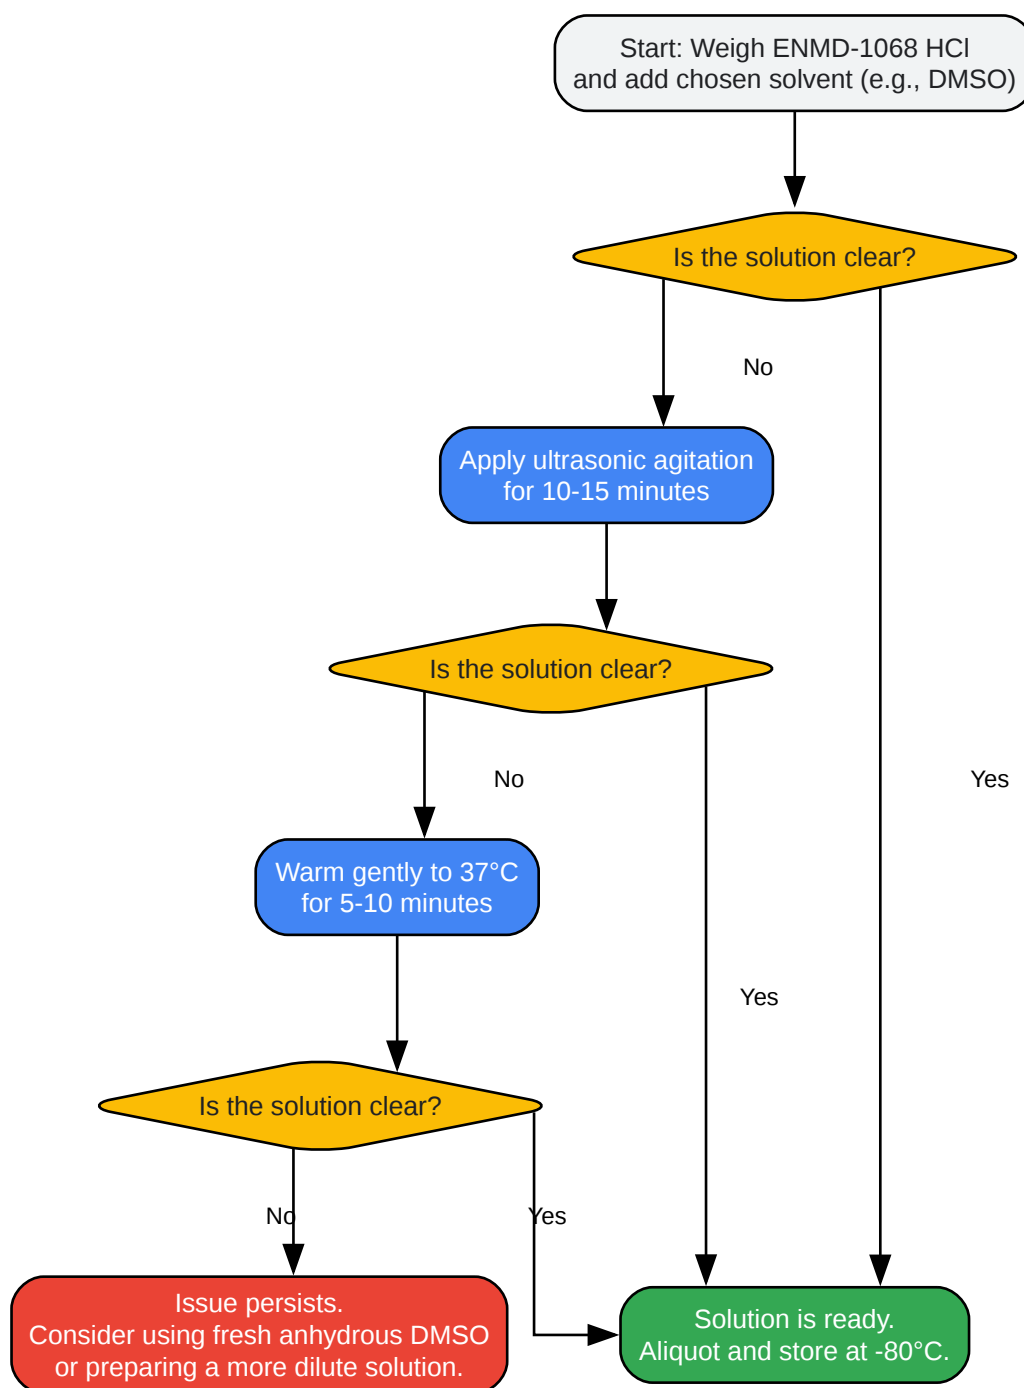 Start: Weigh ENMD-1068 HCl
and add chosen solvent (e.g., DMSO)
Is the solution clear?
No
Apply ultrasonic agitation
for 10-15 minutes
Is the solution clear?
No
Yes
Warm gently to 37°C
for 5-10 minutes
Yes
Is the solution clear?
No
Yes
Issue persists.
Consider using fresh anhydrous DMSO
or preparing a more dilute solution.
Solution is ready.
Aliquot and store at -80°C.